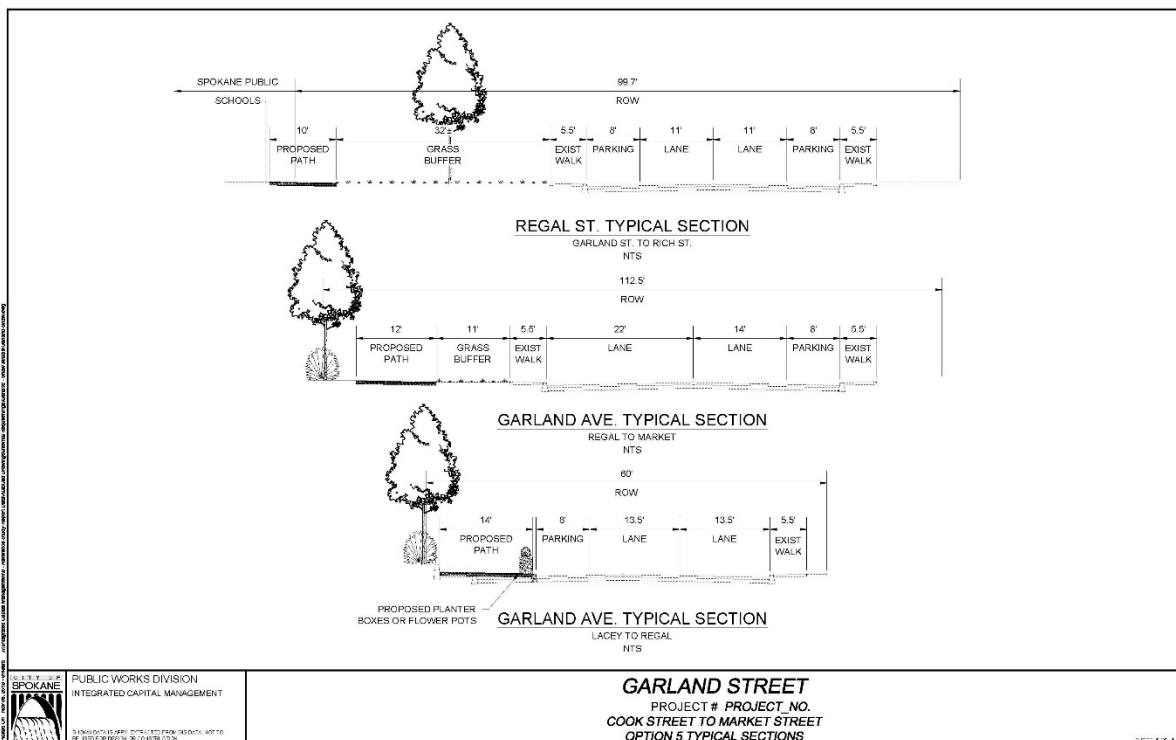 SPOKANE PUBLIC
SCHOOLS
99.7'
ROW
10'
PROPOSED
PATH
32'±
GRASS
BUFFER
5.5'
EXIST
WALK
8'
PARKING
11'
LANE
11'
LANE
8'
PARKING
5.5'
EXIST
WALK
REGAL ST. TYPICAL SECTION
GARLAND ST. TO RICH ST.
NTS
112.5'
ROW
12'
PROPOSED
PATH
11'
GRASS
BUFFER
5.5'
EXIST
WALK
22'
LANE
14'
LANE
8'
PARKING
5.5'
EXIST
WALK
GARLAND AVE. TYPICAL SECTION
REGAL TO MARKET
NTS
60'
ROW
14'
PROPOSED
PATH
8'
PARKING
13.5'
LANE
13.5'
LANE
5.5'
EXIST
WALK
PROPOSED PLANTER
BOXES OR FLOWER POTS
GARLAND AVE. TYPICAL SECTION
LACEY TO REGAL
NTS
CITY OF
SPOKANE
PUBLIC WORKS DIVISION
INTEGRATED CAPITAL MANAGEMENT
GARLAND STREET
PROJECT # PROJECT_NO.
COOK STREET TO MARKET STREET
OPTION 5 TYPICAL SECTIONS